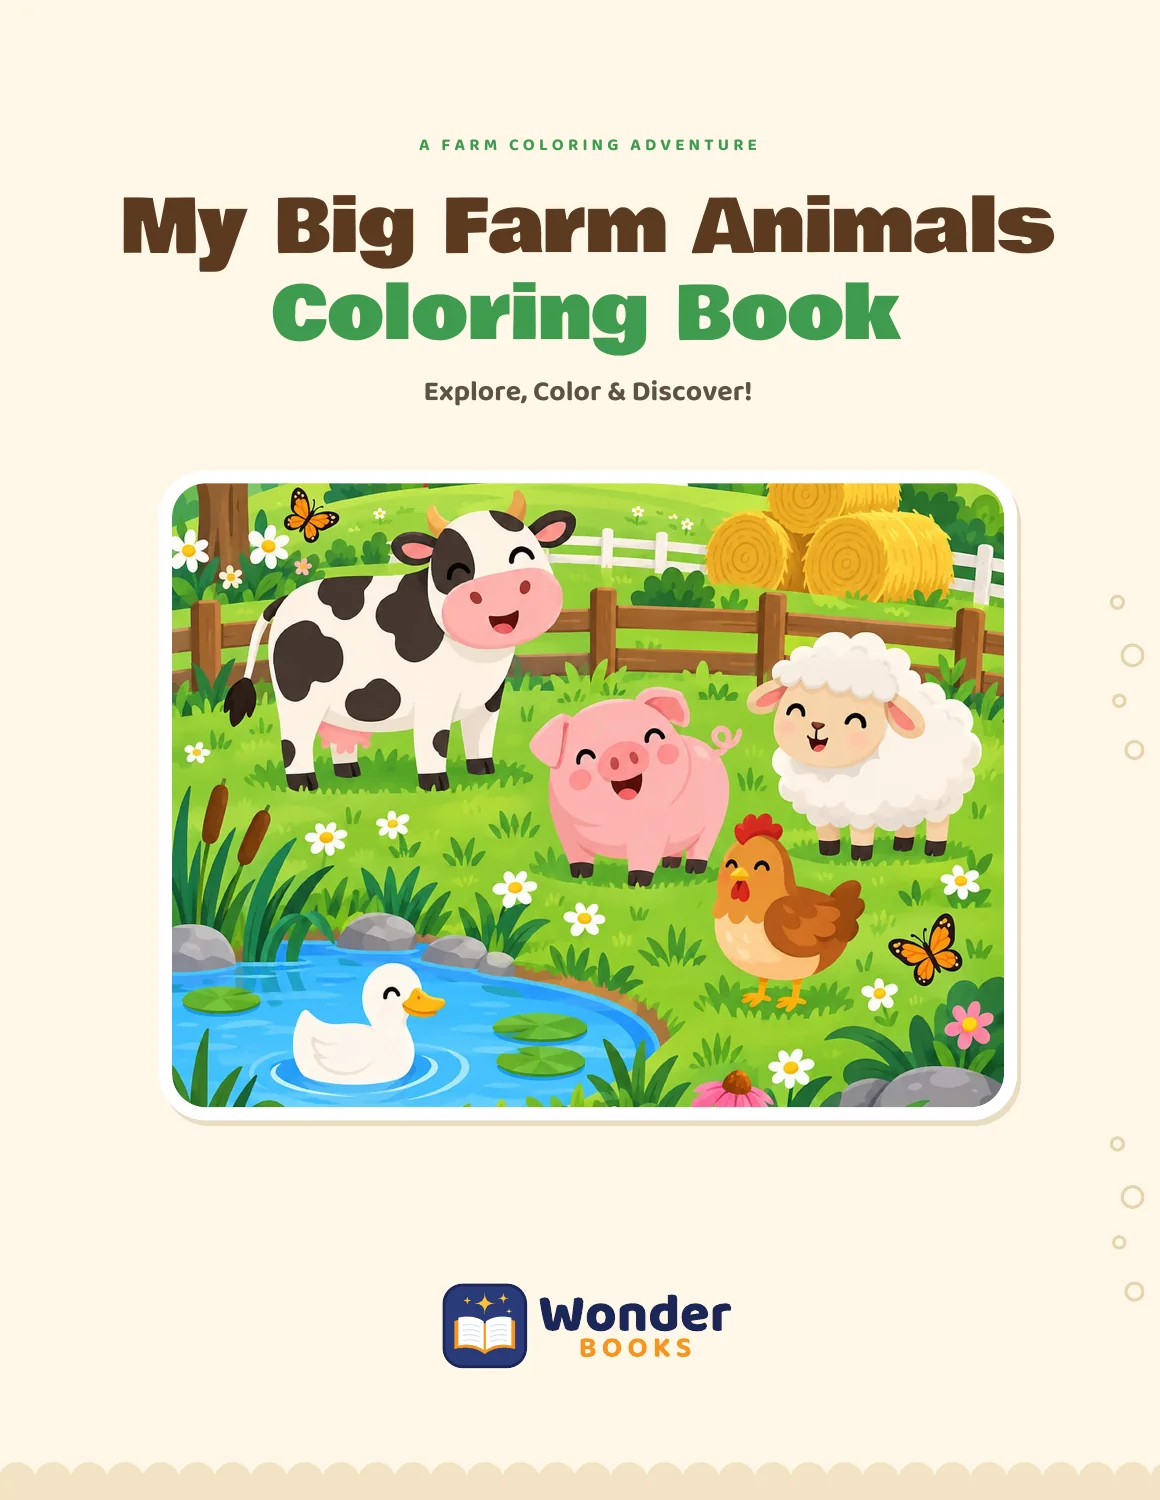 A FARM COLORING ADVENTURE
My Big Farm Animals
Coloring Book
Explore, Color & Discover!
Wonder
BOOKS